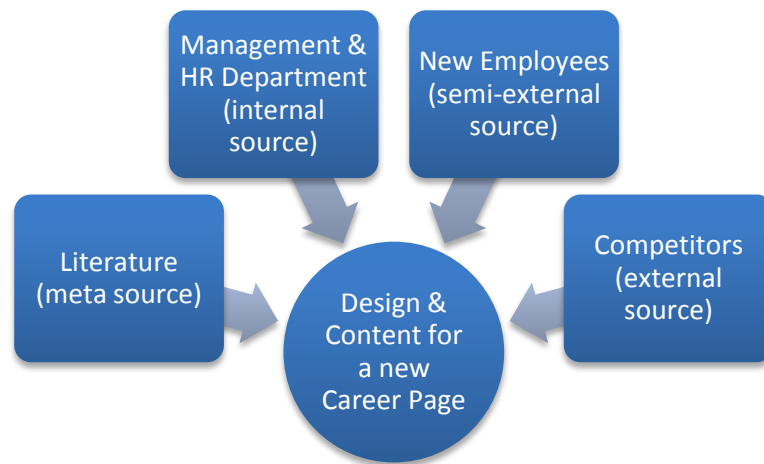 Management &
HR Department
(internal
source)
New Employees
(semi-external
source)
Literature
(meta source)
Competitors
(external
source)
Design &
Content for
a new
Career Page